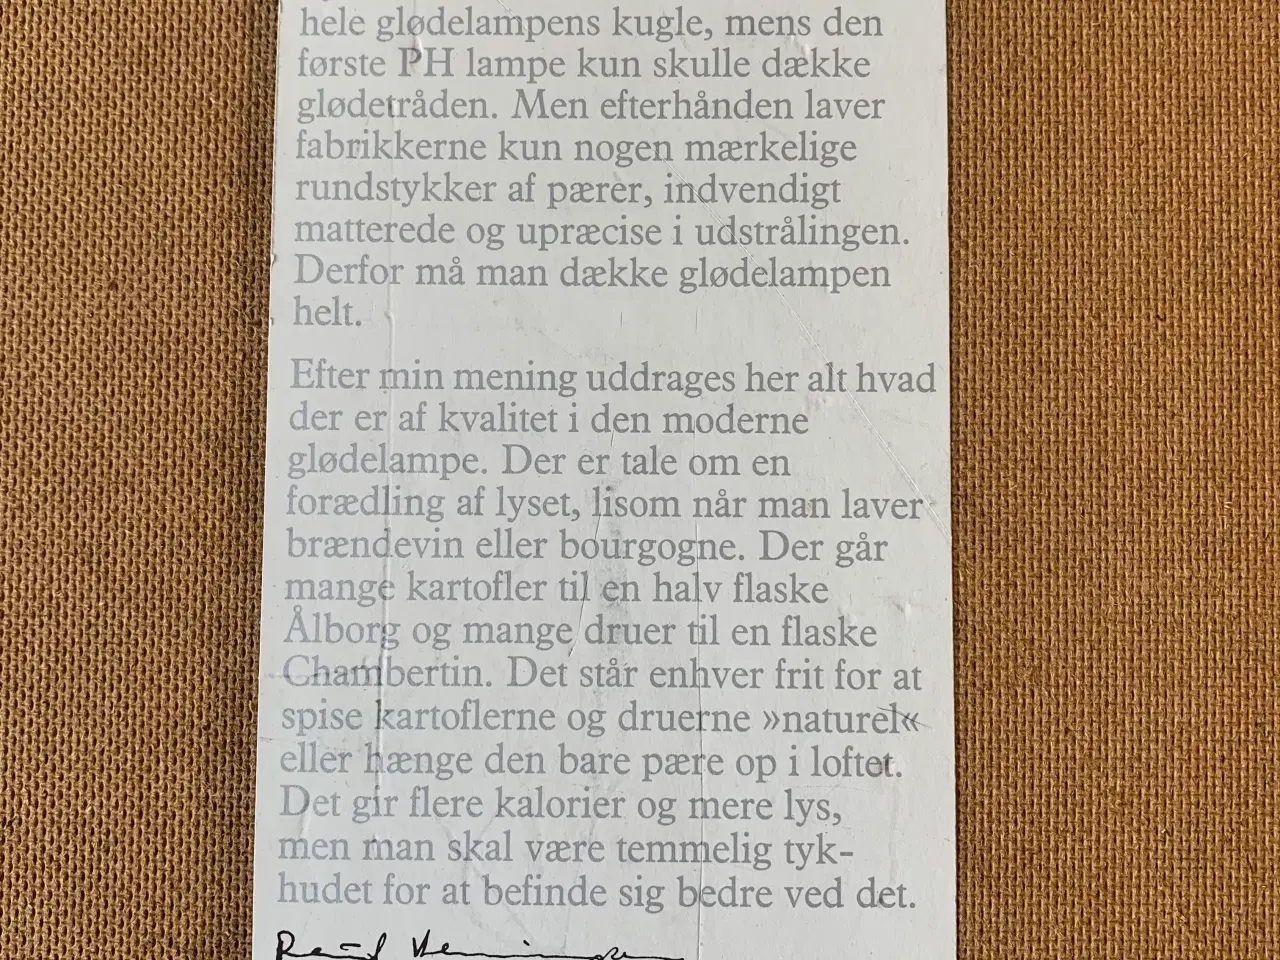 hele glødelampens kugle, mens den
første PH lampe kun skulle dække
glødetråden. Men efterhånden laver
fabrikkerne kun nogen mærkelige
rundstykker af pærer, indvendigt
matterede og upræcise i udstrålingen.
Derfor må man dække glødelampen
helt.
Efter min mening uddrages her alt hvad
der er af kvalitet i den moderne
glødelampe. Der er tale om en
forædling af lyset, lisom når man laver
brændevin eller bourgogne. Der går
mange kartofler til en halv flaske
Ålborg og mange druer til en flaske
Chambertin. Det står enhver frit for at
spise kartoflerne og druerne »naturel«
eller hænge den bare pære op i loftet.
Det gir flere kalorier og mere lys,
men man skal være temmelig tyk-
hudet for at befinde sig bedre ved det.